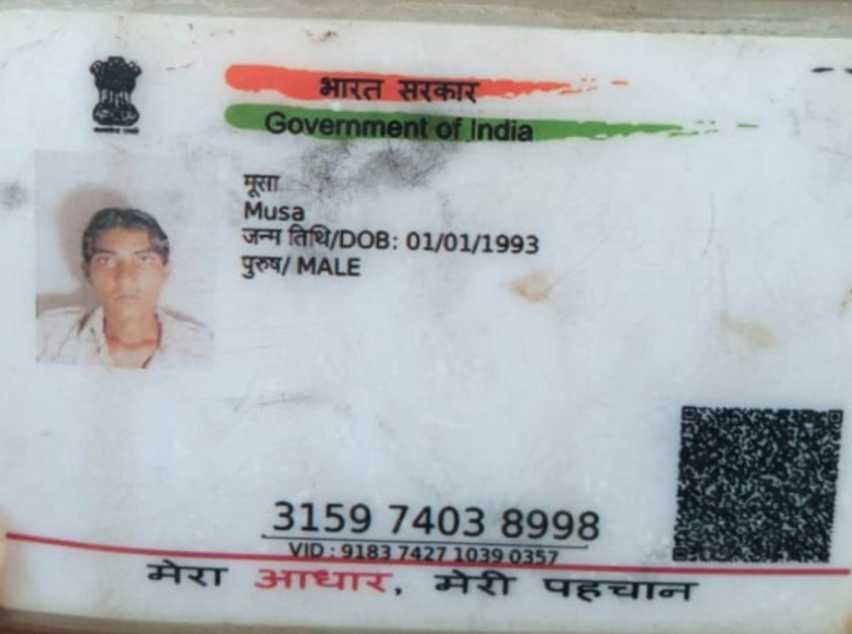 भारत सरकार
Government of India
मूसा
Musa
जन्म तिथि/DOB: 01/01/1993
पुरुष/ MALE
3159 7403 8998
VID : 9183 7427 1039 0357
मेरा आधार, मेरी पहचान